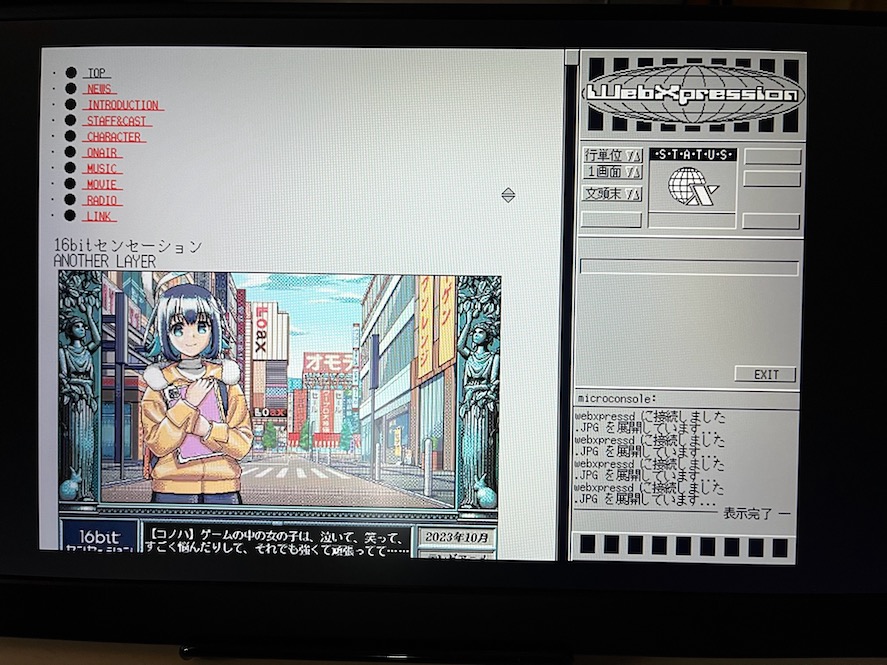 TOP
NEWS
INTRODUCTION
STAFF&CAST
CHARACTER
ONAIR
MUSIC
MOVIE
RADIO
LINK
16bitセンセーション
ANOTHER LAYER
LOAX
オモテ
LOAX
16bit
センセーション
【コノハ】ゲームの中の女の子は、泣いて、笑って、
すごく悩んだりして、それでも強くて頑張ってて……
2023年10月
WebXpression
行単位
1画面
文頭末
・S・T・A・T・U・S・
EXIT
microconsole:
webxpressd に接続しました
.JPG を展開しています...
webxpressd に接続しました
.JPG を展開しています...
webxpressd に接続しました
.JPG を展開しています...
webxpressd に接続しました
.JPG を展開しています...
表示完了 ー